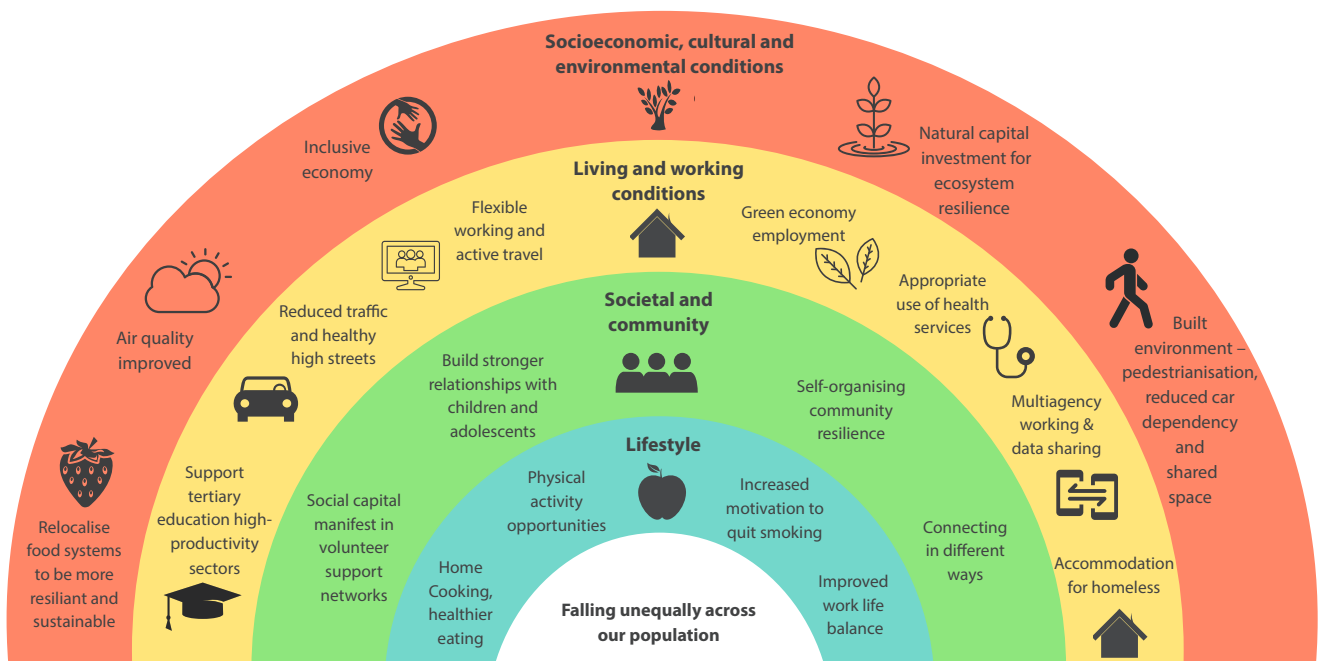 Socioeconomic, cultural and
environmental conditions
Inclusive
economy
Natural capital
investment for
ecosystem
resilience
Air quality
improved
Built
environment –
pedestrianisation,
reduced car
dependency
and
shared
space
Relocalise
food systems
to be more
resiliant and
sustainable
Living and working
conditions
Flexible
working and
active travel
Green economy
employment
Reduced traffic
and healthy
high streets
Appropriate
use of health
services
Multiagency
working &
data sharing
Support
tertiary
education high-
productivity
sectors
Accommodation
for homeless
Societal and
community
Build stronger
relationships with
children and
adolescents
Self-organising
community
resilience
Social capital
manifest in
volunteer
support
networks
Connecting
in different
ways
Lifestyle
Physical
activity
opportunities
Increased
motivation to
quit smoking
Home
Cooking,
healthier
eating
Improved
work life
balance
Falling unequally across
our population